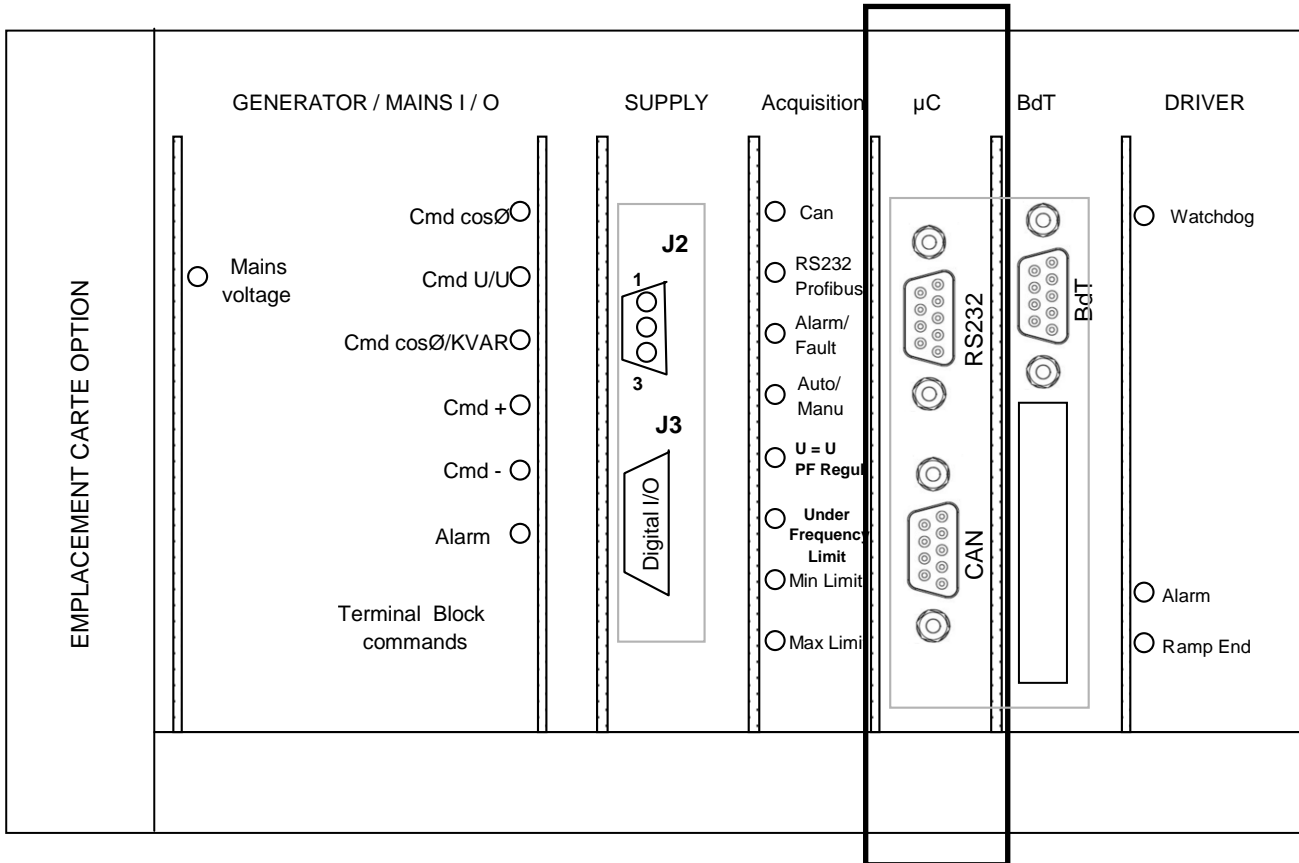 EMPLACEMENT CARTE OPTION
GENERATOR / MAINS I / O
Mains
voltage
Cmd cosØ
Cmd U/U
Cmd cosØ/KVAR
Cmd +
Cmd -
Alarm
Terminal Block
commands
SUPPLY
J2
1
3
J3
Digital I/O
Acquisition
Can
RS232
Profibus
Alarm/
Fault
Auto/
Manu
U = U
PF Regul
Under
Frequency
Limit
Min Limit
Max Limi
µC
RS232
CAN
BdT
BdT
DRIVER
Watchdog
Alarm
Ramp End